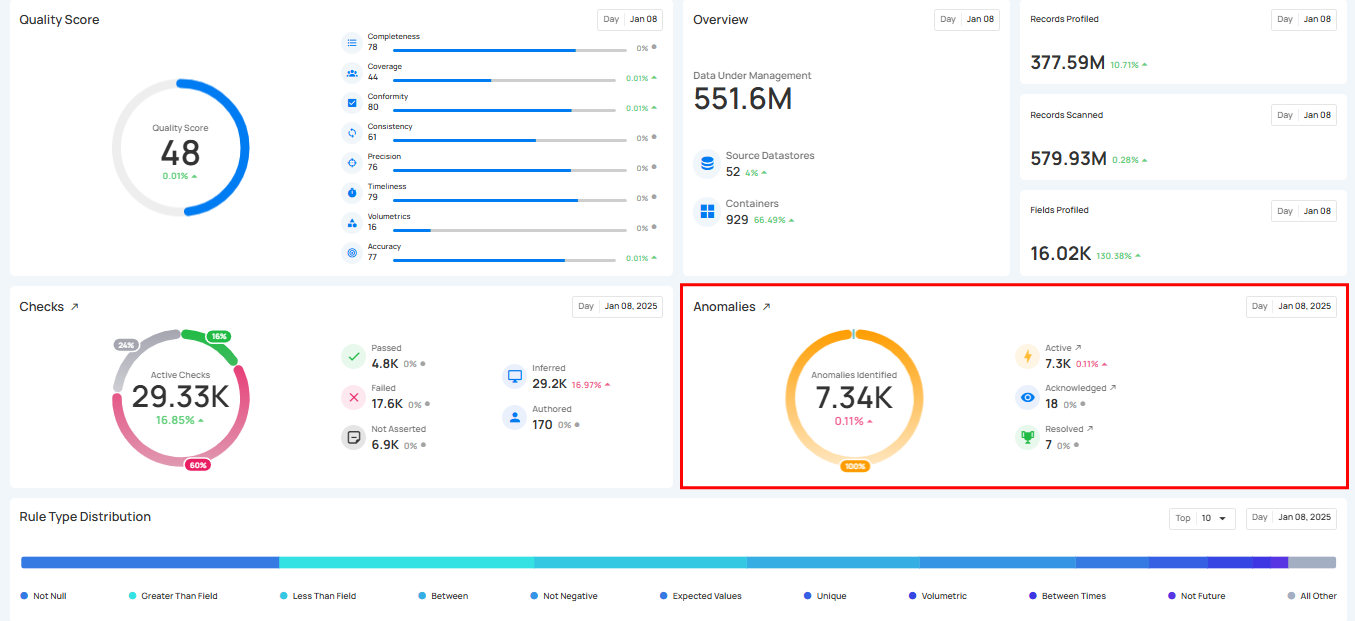 Quality Score
Day Jan 08
Quality Score
48
0.01%
Completeness
78
0%
Coverage
44
0.01%
Conformity
80
0.01%
Consistency
61
0%
Precision
76
0%
Timeliness
79
0%
Volumetrics
16
0%
Accuracy
77
0.01%
Overview
Day Jan 08
Data Under Management
551.6M
Source Datastores
52 4%
Containers
929 66.49%
Records Profiled
Day Jan 08
377.59M 10.71%
Records Scanned
Day Jan 08
579.93M 0.28%
Fields Profiled
Day Jan 08
16.02K 130.38%
Checks
Day Jan 08, 2025
24%
16%
Active Checks
29.33K
16.85%
60%
Passed
4.8K 0%
Failed
17.6K 0%
Not Asserted
6.9K 0%
Inferred
29.2K 16.97%
Authored
170 0%
Anomalies
Day Jan 08, 2025
Anomalies Identified
7.34K
0.11%
100%
Active
7.3K 0.11%
Acknowledged
18 0%
Resolved
7 0%
Rule Type Distribution
Top 10
Day Jan 08, 2025
Not Null Greater Than Field Less Than Field Between Not Negative Expected Values Unique Volumetric Between Times Not Future All Other